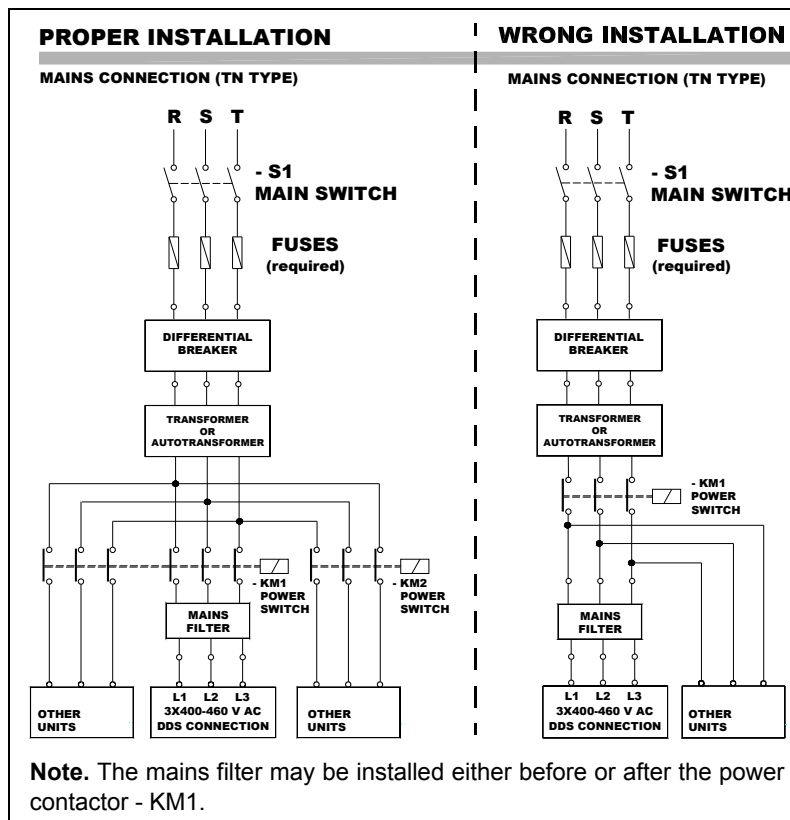 PROPER INSTALLATION
MAINS CONNECTION (TN TYPE)
R S T
- S1
MAIN SWITCH
FUSES
(required)
DIFFERENTIAL
BREAKER
TRANSFORMER
OR
AUTOTRANSFORMER
- KM1
POWER
SWITCH
- KM2
POWER
SWITCH
MAINS
FILTER
OTHER
UNITS
L1 L2 L3
3X400-460 V AC
DDS CONNECTION
OTHER
UNITS
WRONG INSTALLATION
MAINS CONNECTION (TN TYPE)
R S T
- S1
MAIN SWITCH
FUSES
(required)
DIFFERENTIAL
BREAKER
TRANSFORMER
OR
AUTOTRANSFORMER
- KM1
POWER
SWITCH
MAINS
FILTER
L1 L2 L3
3X400-460 V AC
DDS CONNECTION
OTHER
UNITS
Note. The mains filter may be installed either before or after the power
contactor - KM1.